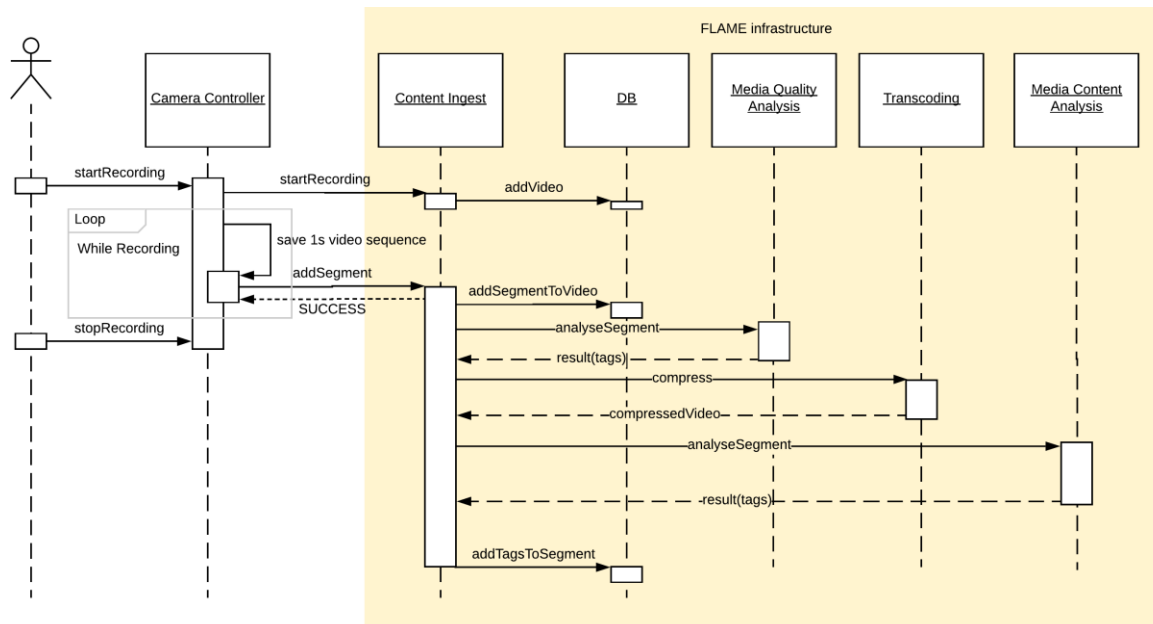 FLAME infrastructure
Camera Controller
Content Ingest
DB
Media Quality
Analysis
Transcoding
Media Content
Analysis
startRecording
startRecording
addVideo
Loop
While Recording
save 1s video sequence
addSegment
addSegmentToVideo
SUCCESS
stopRecording
analyseSegment
result(tags)
compress
compressedVideo
analyseSegment
result(tags)
addTagsToSegment